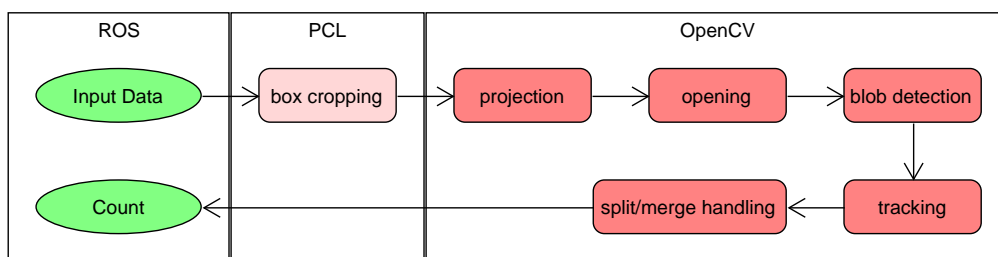 ROS
PCL
OpenCV
Input Data
box cropping
projection
opening
blob detection
Count
split/merge handling
tracking